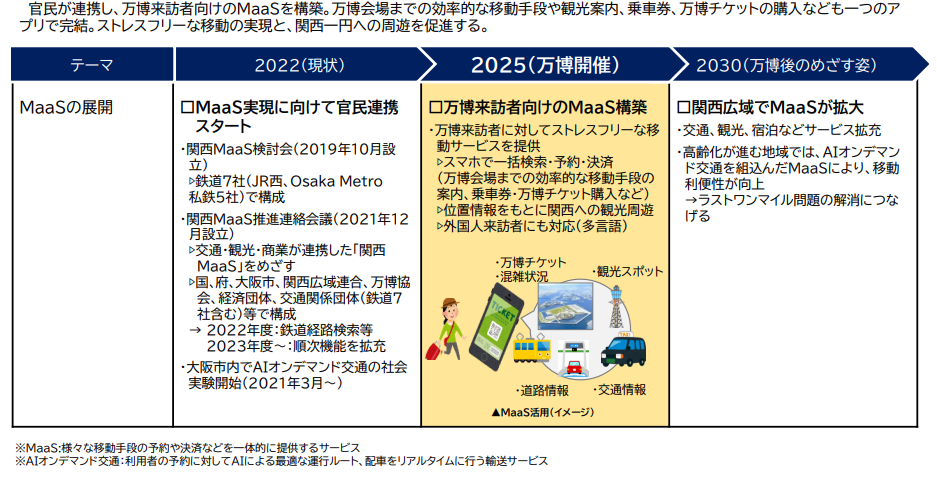 官民が連携し、万博来訪者向けのMaaSを構築。万博会場までの効率的な移動手段や観光案内、乗車券、万博チケットの購入なども一つのア
プリで完結。ストレスフリーな移動の実現と、関西一円への周遊を促進する。
テーマ
2022(現状)
2025(万博開催)
2030(万博後のめざす姿)
MaaSの展開
□MaaS実現に向けて官民連携
スタート
・関西MaaS検討会(2019年10月設
立)
▹鉄道7社(JR西、Osaka Metro
私鉄5社)で構成
・関西MaaS推進連絡会議(2021年12
月設立)
▹交通・観光・商業が連携した「関西
MaaS」をめざす
▹国、府、大阪市、関西広域連合、万博協
会、経済団体、交通関係団体(鉄道7
社含む)等で構成
→ 2022年度:鉄道経路検索等
2023年度~:順次機能を拡充
・大阪市内でAIオンデマンド交通の社会
実験開始(2021年3月~)
□万博来訪者向けのMaaS構築
・万博来訪者に対してストレスフリーな移
動サービスを提供
▹スマホで一括検索・予約・決済
(万博会場までの効率的な移動手段の
案内、乗車券・万博チケット購入など)
▹位置情報をもとに関西への観光周遊
▹外国人来訪者にも対応(多言語)
・万博チケット
・混雑状況
・観光スポット
TICKET
TAXI
・道路情報
・交通情報
▲MaaS活用(イメージ)
□関西広域でMaaSが拡大
・交通、観光、宿泊などサービス拡充
・高齢化が進む地域では、AIオンデマン
ド交通を組込んだMaaSにより、移動
利便性が向上
→ラストワンマイル問題の解消につな
げる
※MaaS:様々な移動手段の予約や決済などを一体的に提供するサービス
※AIオンデマンド交通:利用者の予約に対してAIによる最適な運行ルート、配車をリアルタイムに行う輸送サービス